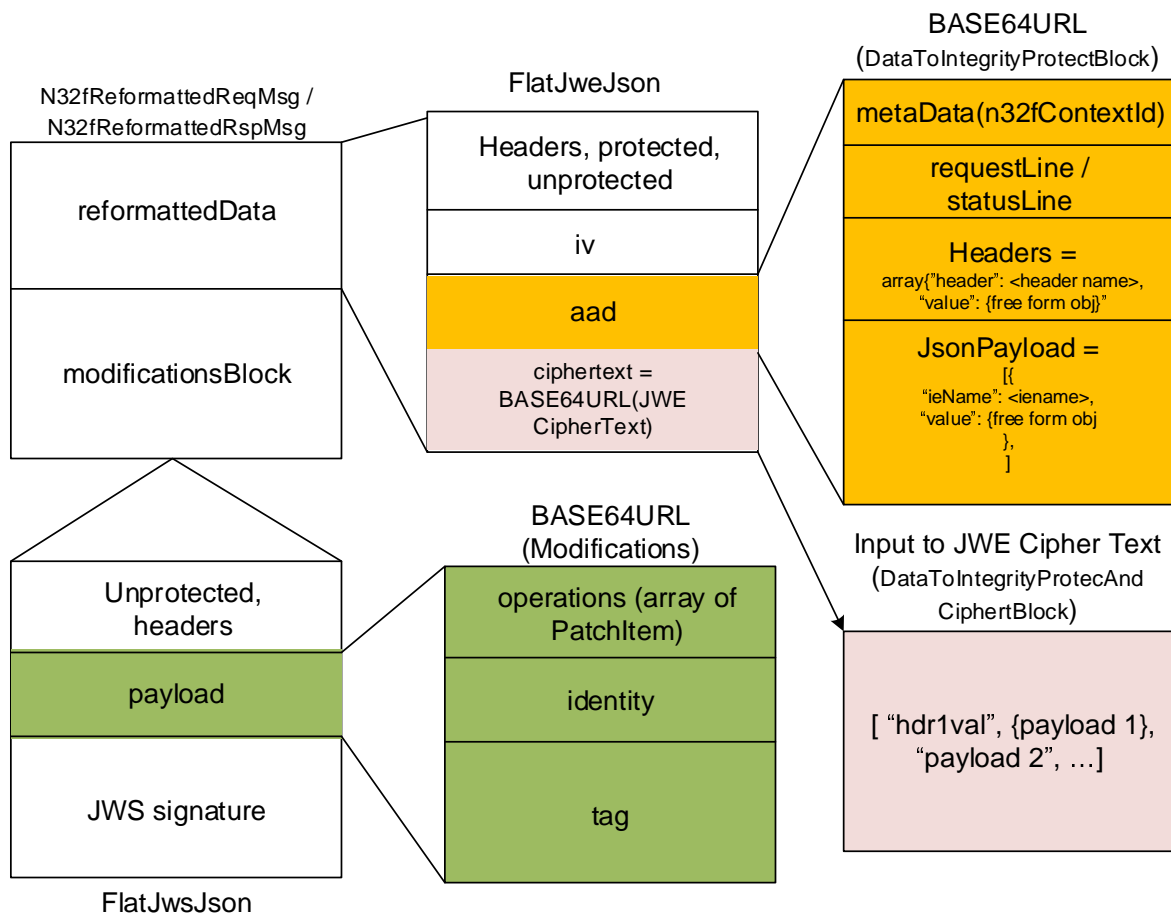 N32fReformattedReqMsg /
N32fReformattedRspMsg
reformattedData
modificationsBlock
FlatJweJson
Headers, protected,
unprotected
iv
aad
ciphertext =
BASE64URL(JWE
CipherText)
BASE64URL
(DataToIntegrityProtectBlock)
metaData(n32fContextId)
requestLine /
statusLine
Headers =
array{”header”: <header name>,
“value”: {free form obj}”
JsonPayload =
[{
“ieName”: <iename>,
“value”: {free form obj
},
]
Unprotected,
headers
payload
JWS signature
FlatJwsJson
BASE64URL
(Modifications)
operations (array of
PatchItem)
identity
tag
Input to JWE Cipher Text
(DataToIntegrityProtecAnd
CiphertBlock)
[ “hdr1val”, {payload 1},
“payload 2”, …]